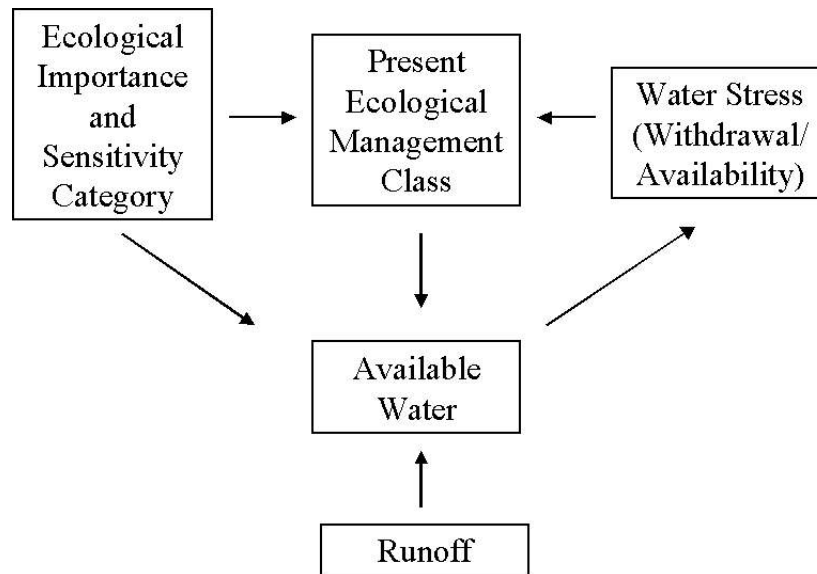 Ecological
Importance
and
Sensitivity
Category
Present
Ecological
Management
Class
Water Stress
(Withdrawal/
Availability)
Available
Water
Runoff